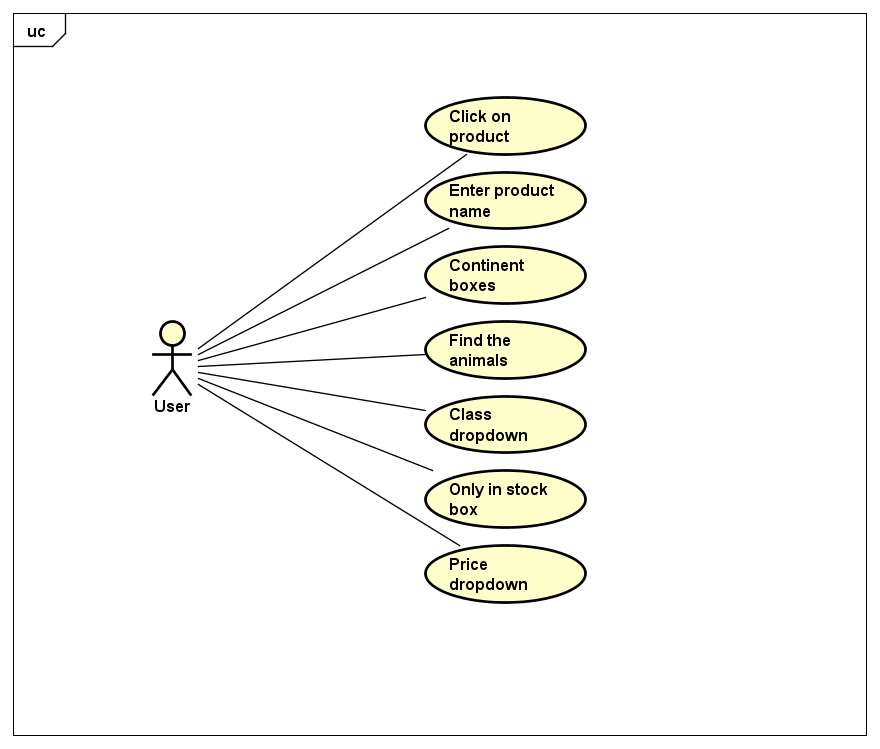 uc
Click on
product
Enter product
name
Continent
boxes
Find the
animals
User
Class
dropdown
Only in stock
box
Price
dropdown